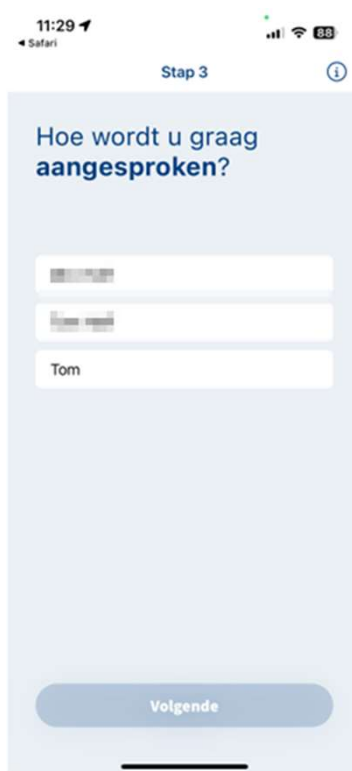 11:29
88
Safari
Stap 3
Hoe wordt u graag
aangesproken?
Tom
Volgende